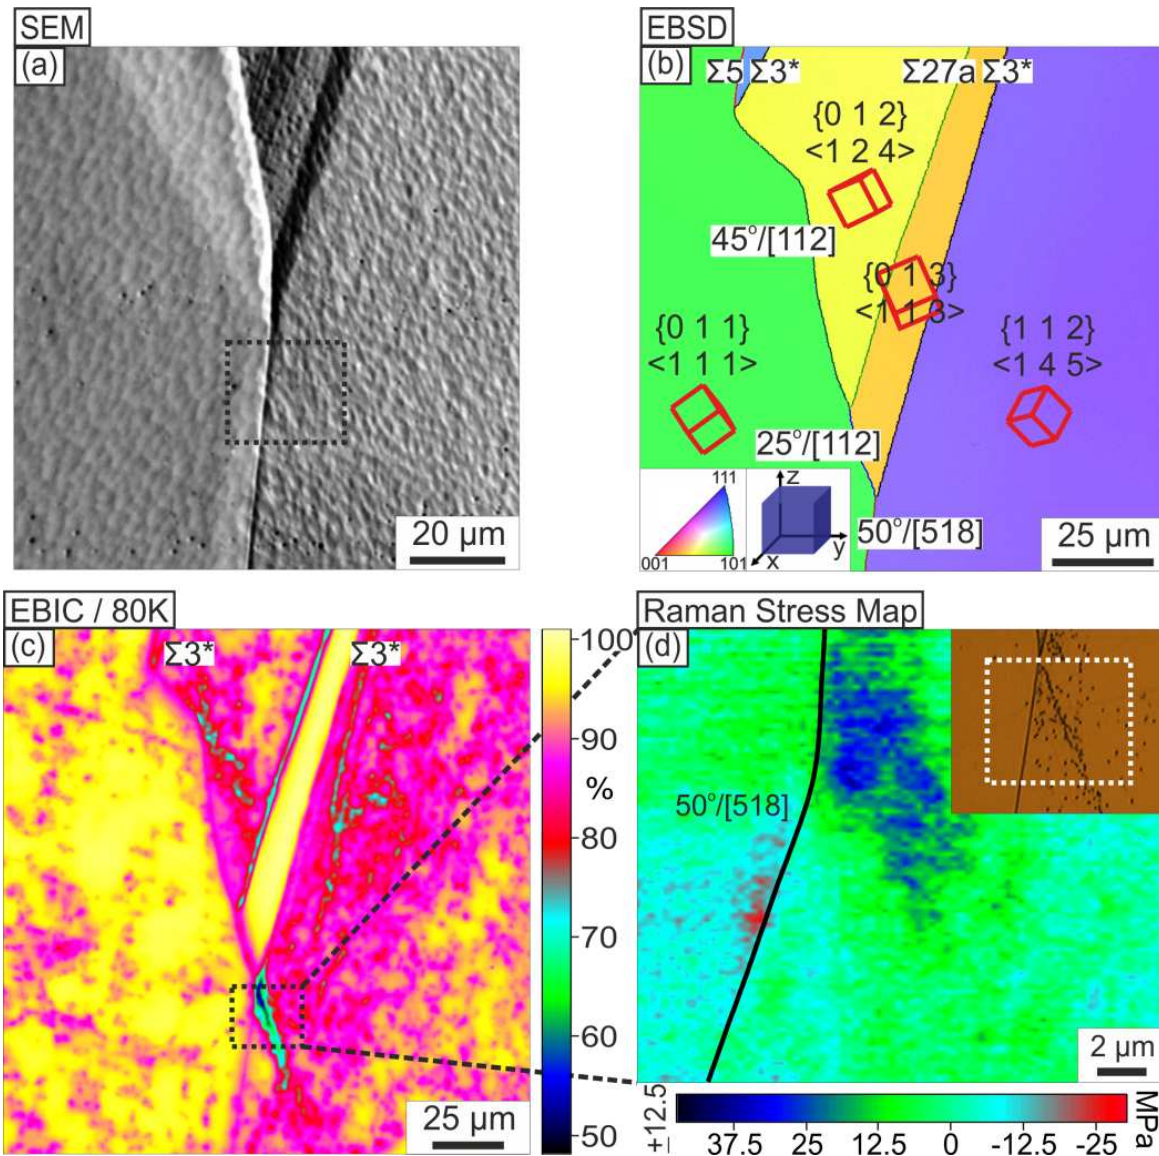 SEM
(a)
20 µm
EBSD
(b)
Σ5 Σ3* Σ27a Σ3*
{0 1 2}
<1 2 4>
45°/[112]
{0 1 3}
<1 1 3>
{0 1 1}
<1 1 1>
{1 1 2}
<1 4 5>
25°/[112]
111
001 101
z
y
x
50°/[518]
25 µm
EBIC / 80K
(c)
Σ3* Σ3*
25 µm
100
90
%
80
70
60
50
Raman Stress Map
(d)
50°/[518]
2 µm
±12.5
37.5 25 12.5 0 -12.5 -25
MPa